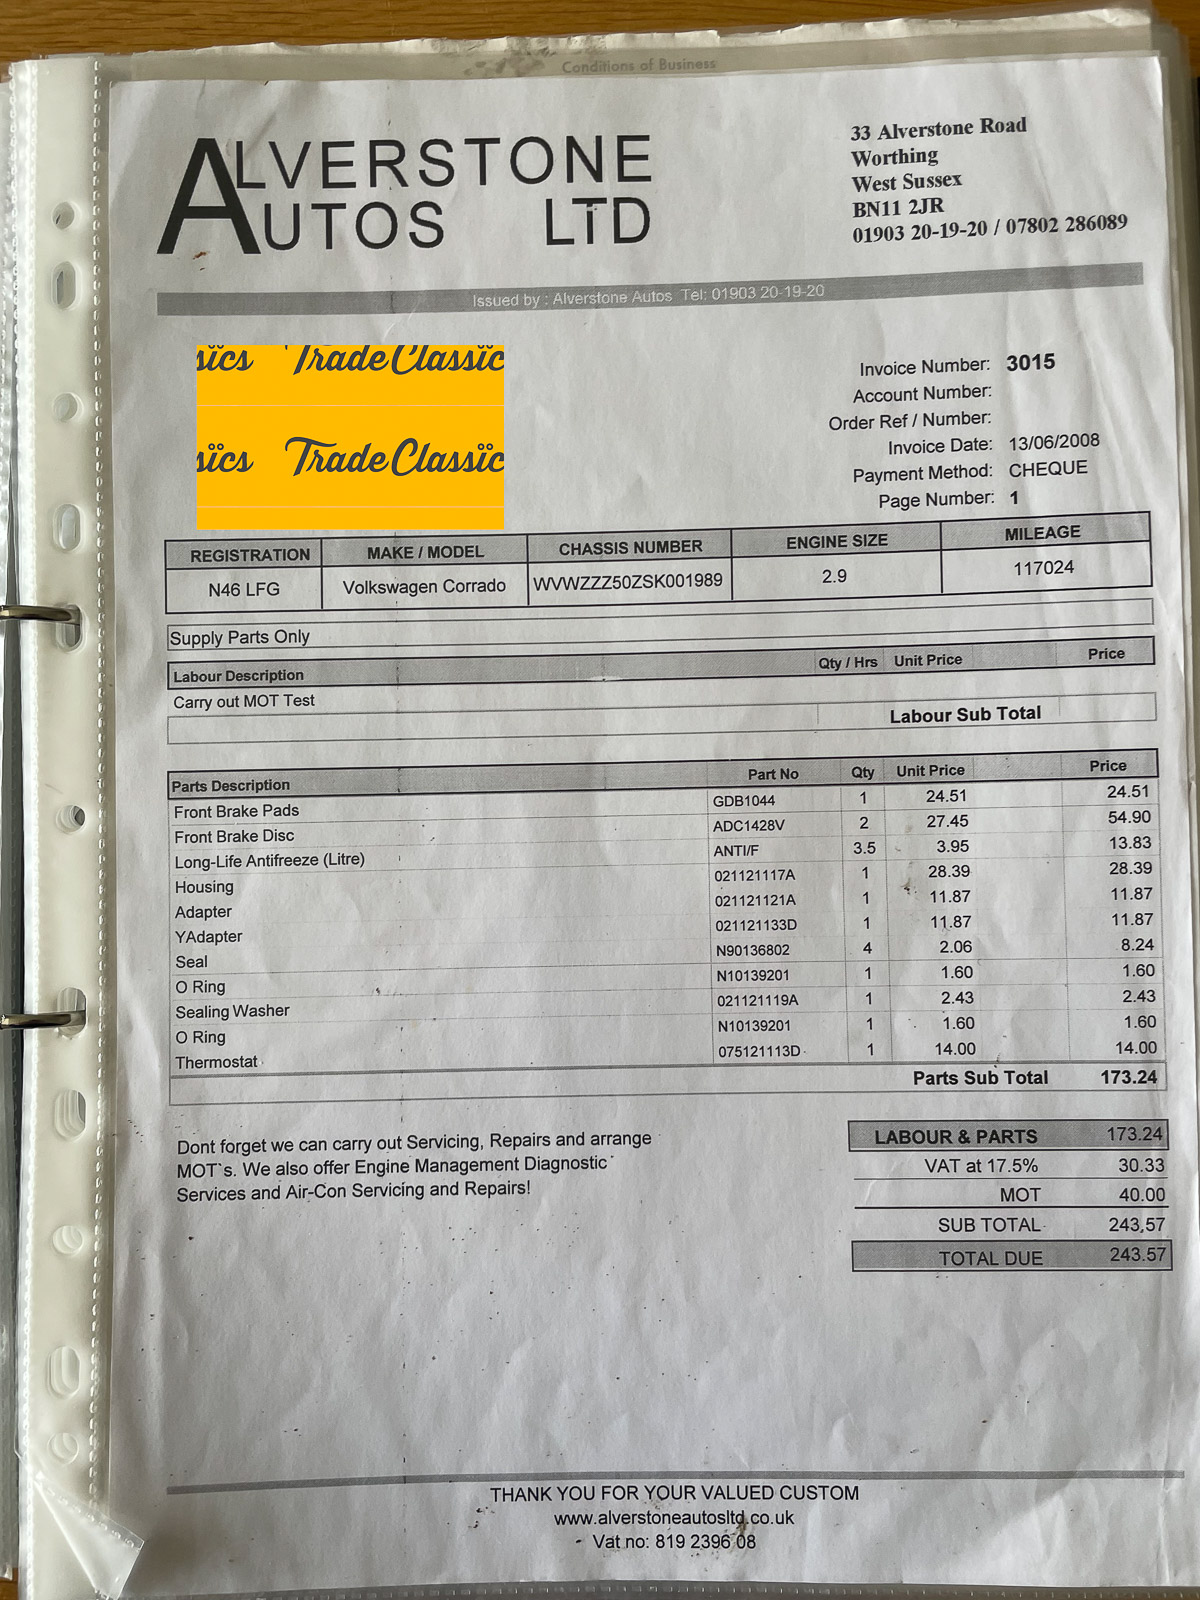 Conditions of Business
ALVERSTONE
AUTOS LTD
33 Alverstone Road
Worthing
West Sussex
BN11 2JR
01903 20-19-20 / 07802 286089
Issued by : Alverstone Autos Tel: 01903 20-19-20
sïcs TradeClassïc
sïcs TradeClassïc
Invoice Number: 3015
Account Number:
Order Ref / Number:
Invoice Date: 13/06/2008
Payment Method: CHEQUE
Page Number: 1
REGISTRATION MAKE / MODEL CHASSIS NUMBER ENGINE SIZE MILEAGE
N46 LFG Volkswagen Corrado WVWZZZ50ZSK001989 2.9 117024
Supply Parts Only
Labour Description Qty / Hrs Unit Price Price
Carry out MOT Test
Labour Sub Total
Parts Description Part No Qty Unit Price Price
Front Brake Pads GDB1044 1 24.51 24.51
Front Brake Disc ADC1428V 2 27.45 54.90
Long-Life Antifreeze (Litre) ANTI/F 3.5 3.95 13.83
Housing 021121117A 1 28.39 28.39
Adapter 021121121A 1 11.87 11.87
YAdapter 021121133D 1 11.87 11.87
Seal N90136802 4 2.06 8.24
O Ring N10139201 1 1.60 1.60
Sealing Washer 021121119A 1 2.43 2.43
O Ring N10139201 1 1.60 1.60
Thermostat 075121113D 1 14.00 14.00
Parts Sub Total 173.24
Dont forget we can carry out Servicing, Repairs and arrange
MOT`s. We also offer Engine Management Diagnostic
Services and Air-Con Servicing and Repairs!
LABOUR & PARTS 173.24
VAT at 17.5% 30.33
MOT 40.00
SUB TOTAL 243.57
TOTAL DUE 243.57
THANK YOU FOR YOUR VALUED CUSTOM
www.alverstoneautosltd.co.uk
Vat no: 819 2396 08